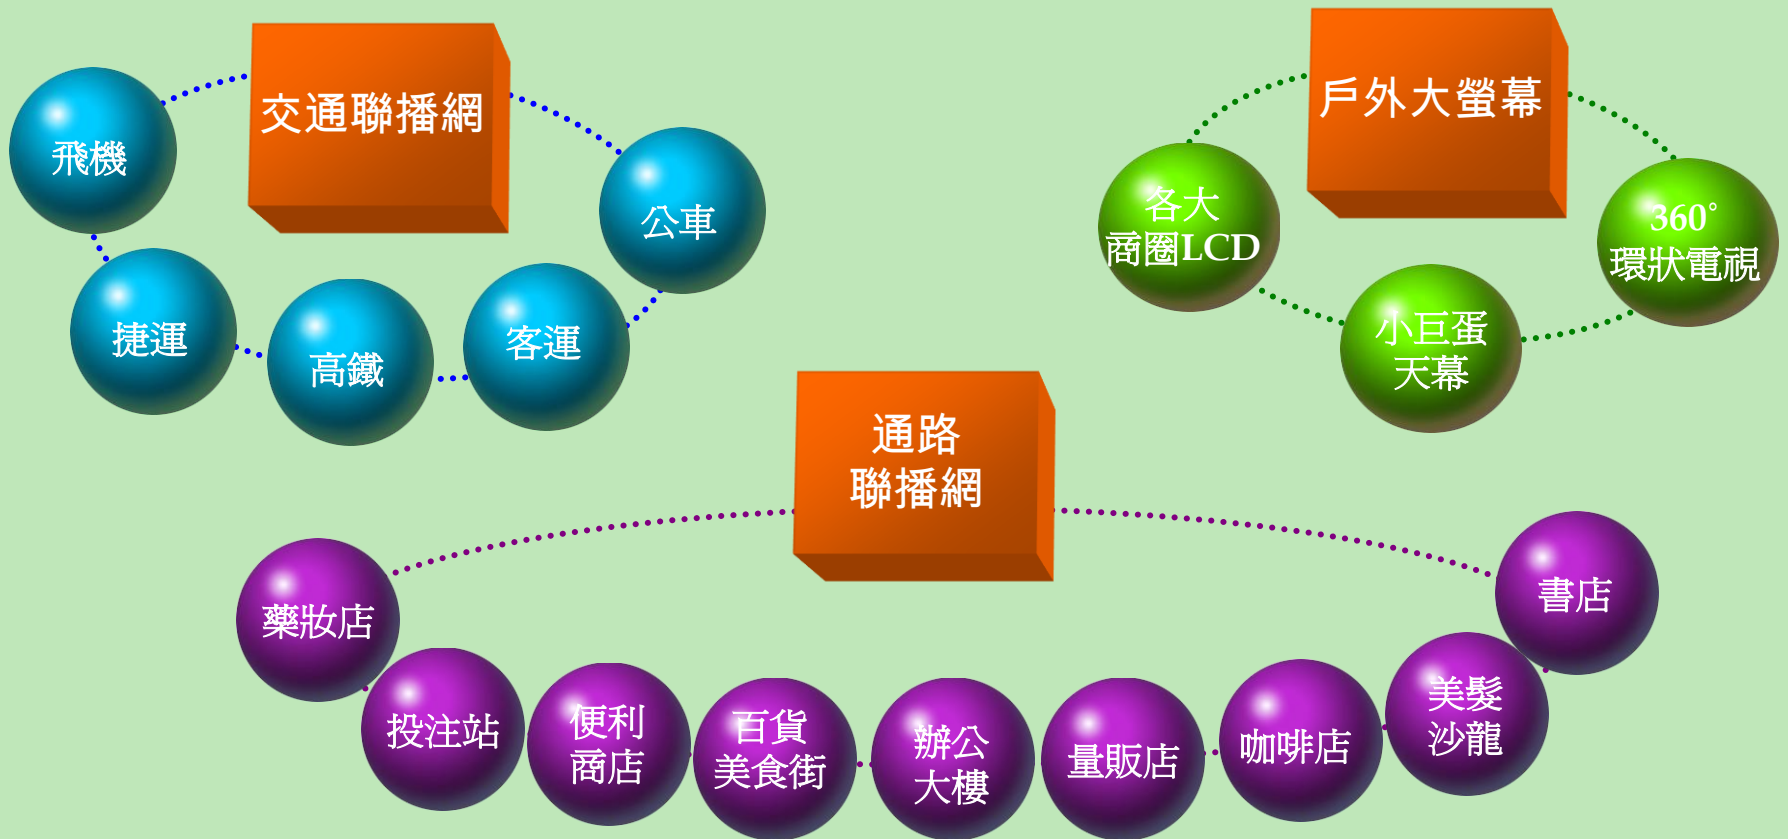 交通聯播網
飛機
捷運
高鐵
客運
公車
戶外大螢幕
各大
商圈LCD
小巨蛋
天幕
360°
環狀電視
通路
聯播網
藥妝店
投注站
便利
商店
百貨
美食街
辦公
大樓
量販店
咖啡店
美髮
沙龍
書店